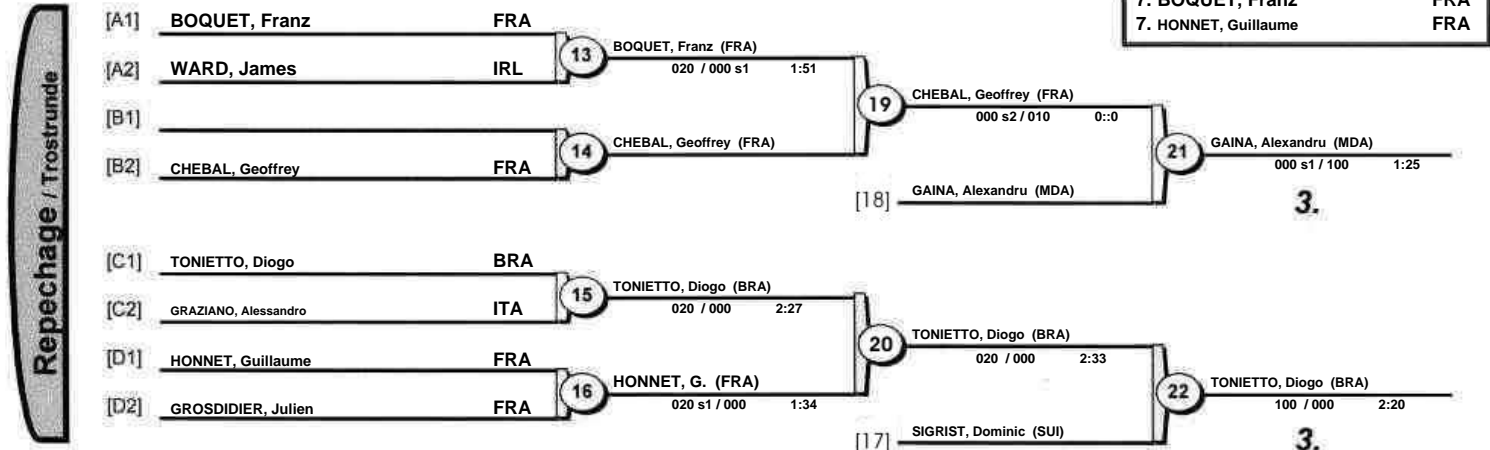 Repechage / Trostrunde
7. BOQUET, Franz FRA
7. HONNET, Guillaume FRA
[A1] BOQUET, Franz FRA
[A2] WARD, James IRL
13
BOQUET, Franz (FRA)
020 / 000 s1 1:51
[B1]
[B2] CHEBAL, Geoffrey FRA
14
CHEBAL, Geoffrey (FRA)
19
CHEBAL, Geoffrey (FRA)
000 s2 / 010 0::0
[18] GAINA, Alexandru (MDA)
21
GAINA, Alexandru (MDA)
000 s1 / 100 1:25
3.
[C1] TONIETTO, Diogo BRA
[C2] GRAZIANO, Alessandro ITA
15
TONIETTO, Diogo (BRA)
020 / 000 2:27
[D1] HONNET, Guillaume FRA
[D2] GROSDIDIER, Julien FRA
16
HONNET, G. (FRA)
020 s1 / 000 1:34
20
TONIETTO, Diogo (BRA)
020 / 000 2:33
[17] SIGRIST, Dominic (SUI)
22
TONIETTO, Diogo (BRA)
100 / 000 2:20
3.